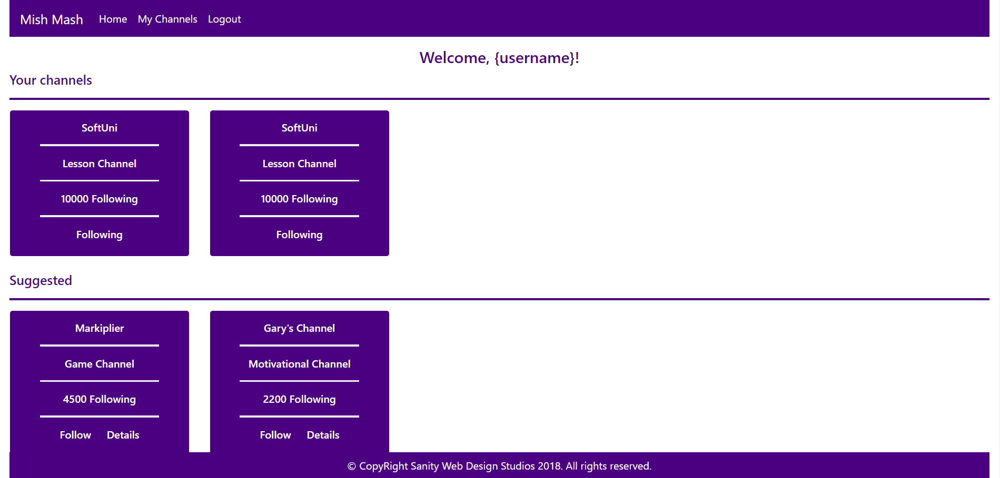 Mish Mash Home My Channels Logout
Welcome, {username}!
Your channels
SoftUni SoftUni
Lesson Channel Lesson Channel
10000 Following 10000 Following
Following Following
Suggested
Markiplier Gary's Channel
Game Channel Motivational Channel
4500 Following 2200 Following
Follow Details Follow Details
© CopyRight Sanity Web Design Studios 2018. All rights reserved.